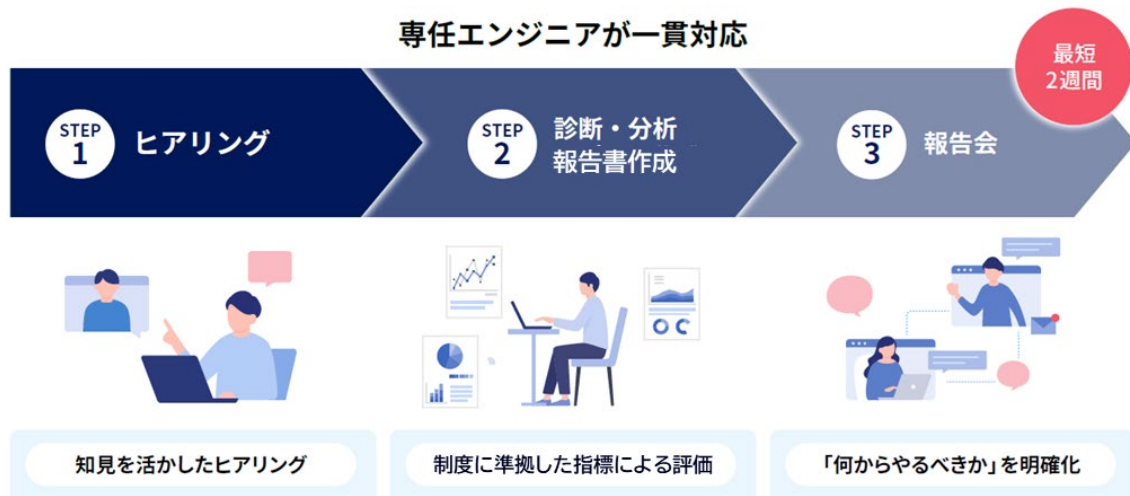 専任エンジニアが一貫対応
最短
2週間
STEP
1
ヒアリング
STEP
2
診断・分析
報告書作成
STEP
3
報告会
知見を活かしたヒアリング
制度に準拠した指標による評価
「何からやるべきか」を明確化